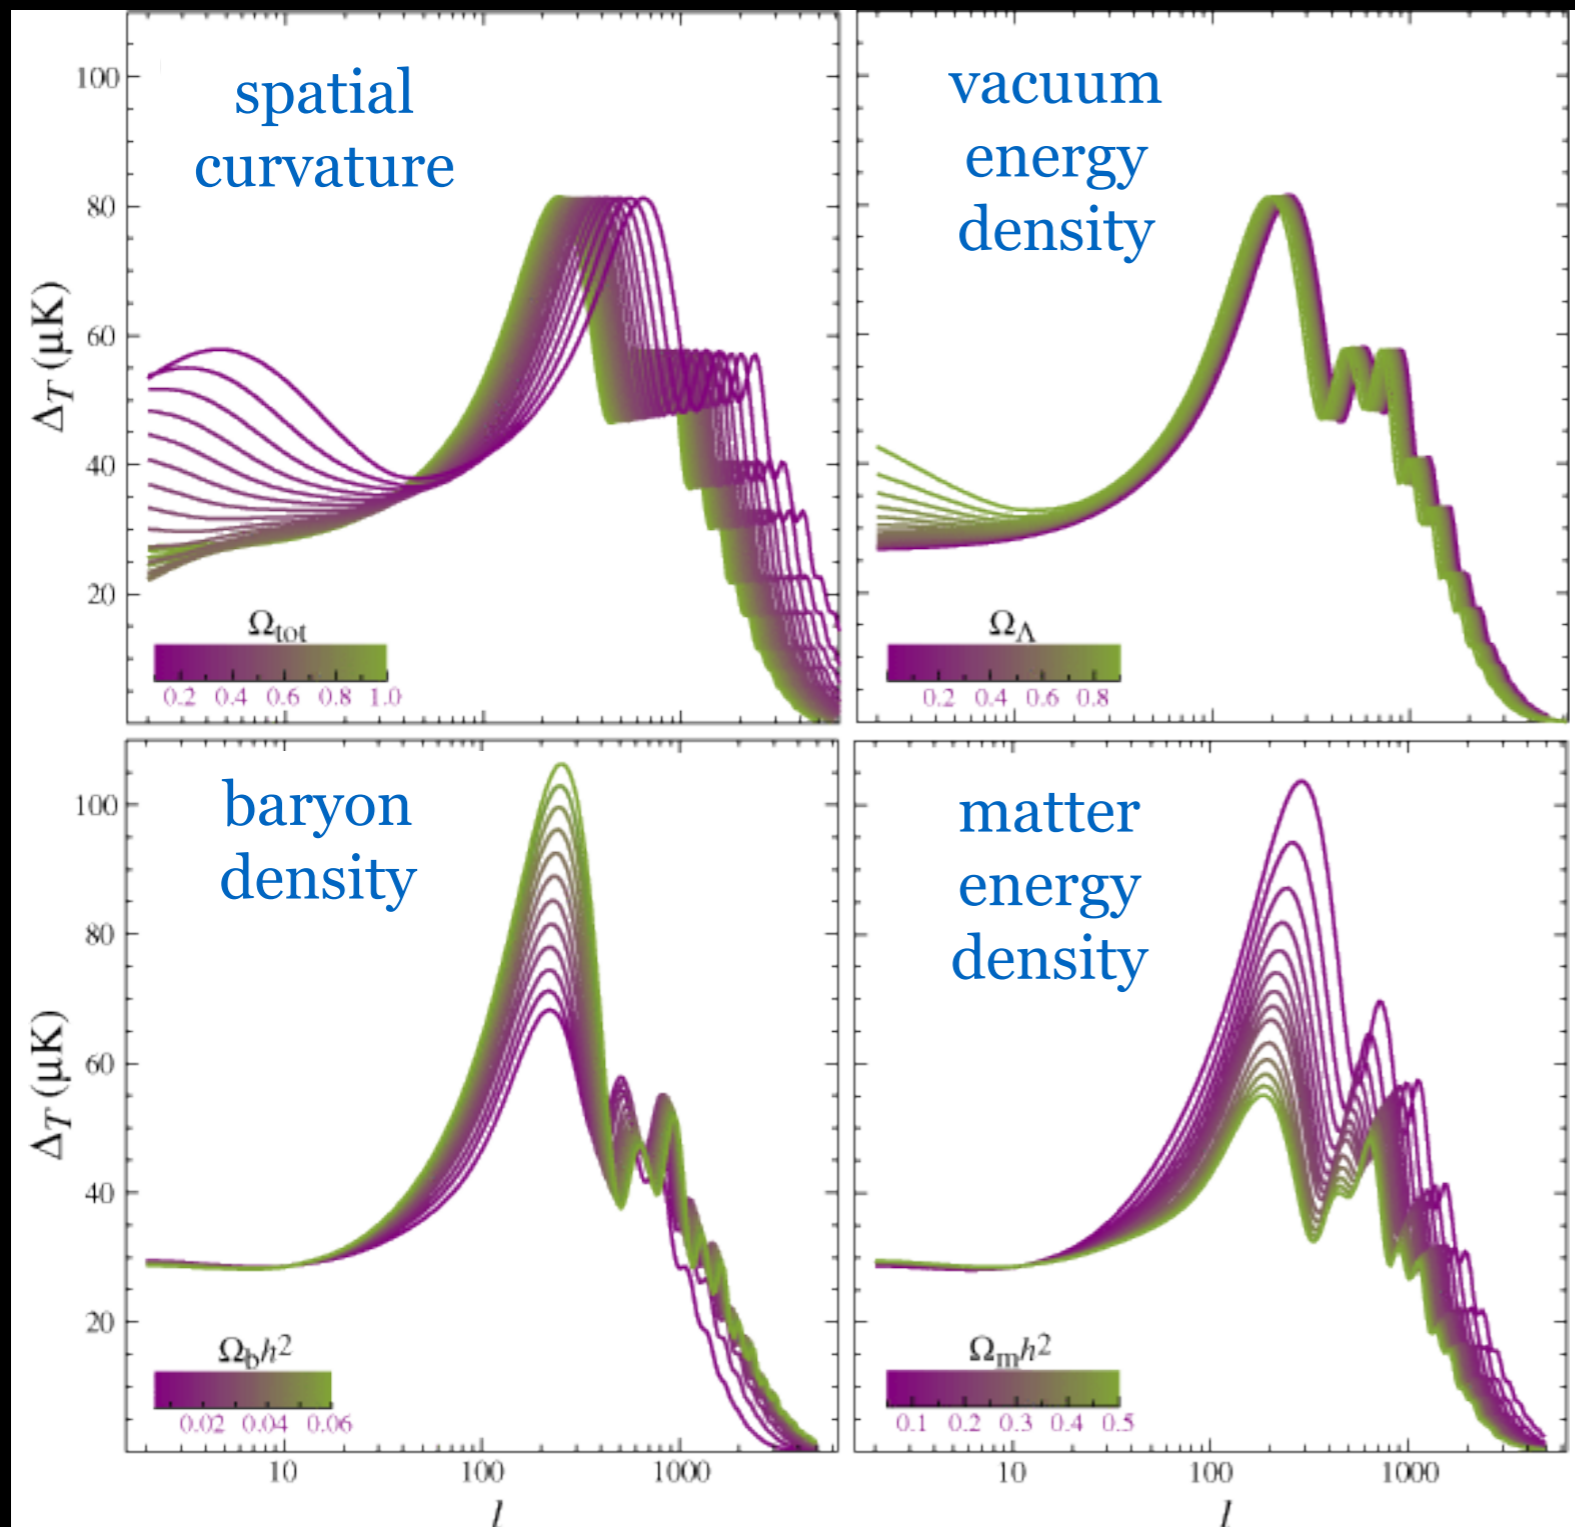 spatial
curvature
100
80
60
40
20
Δ_T (μK)
Ω_tot
0.2 0.4 0.6 0.8 1.0
vacuum
energy
density
Ω_Λ
0.2 0.4 0.6 0.8
baryon
density
100
80
60
40
20
Δ_T (μK)
Ω_b h²
0.02 0.04 0.06
10 100 1000
l
matter
energy
density
Ω_m h²
0.1 0.2 0.3 0.4 0.5
10 100 1000
l